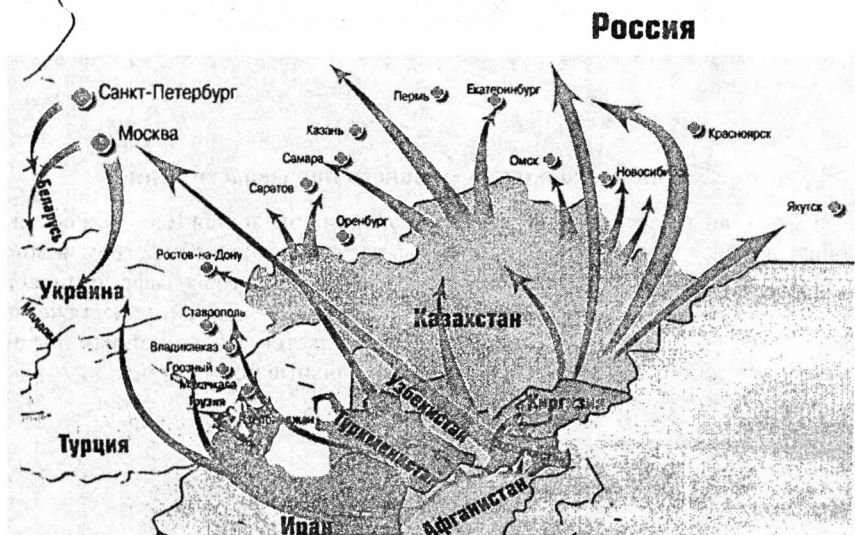 Россия
Санкт-Петербург
Пермь
Екатеринбург
Москва
Казань
Красноярск
Самара
Омск
Саратов
Беларусь
Якутск
Оренбург
Ростов-на-Дону
Украина
Ставрополь
Казахстан
Владикавказ
Грозный
Махачкала
Узбекистан
Грузия
Киргизия
Туркменистан
Турция
Афганистан
Иран